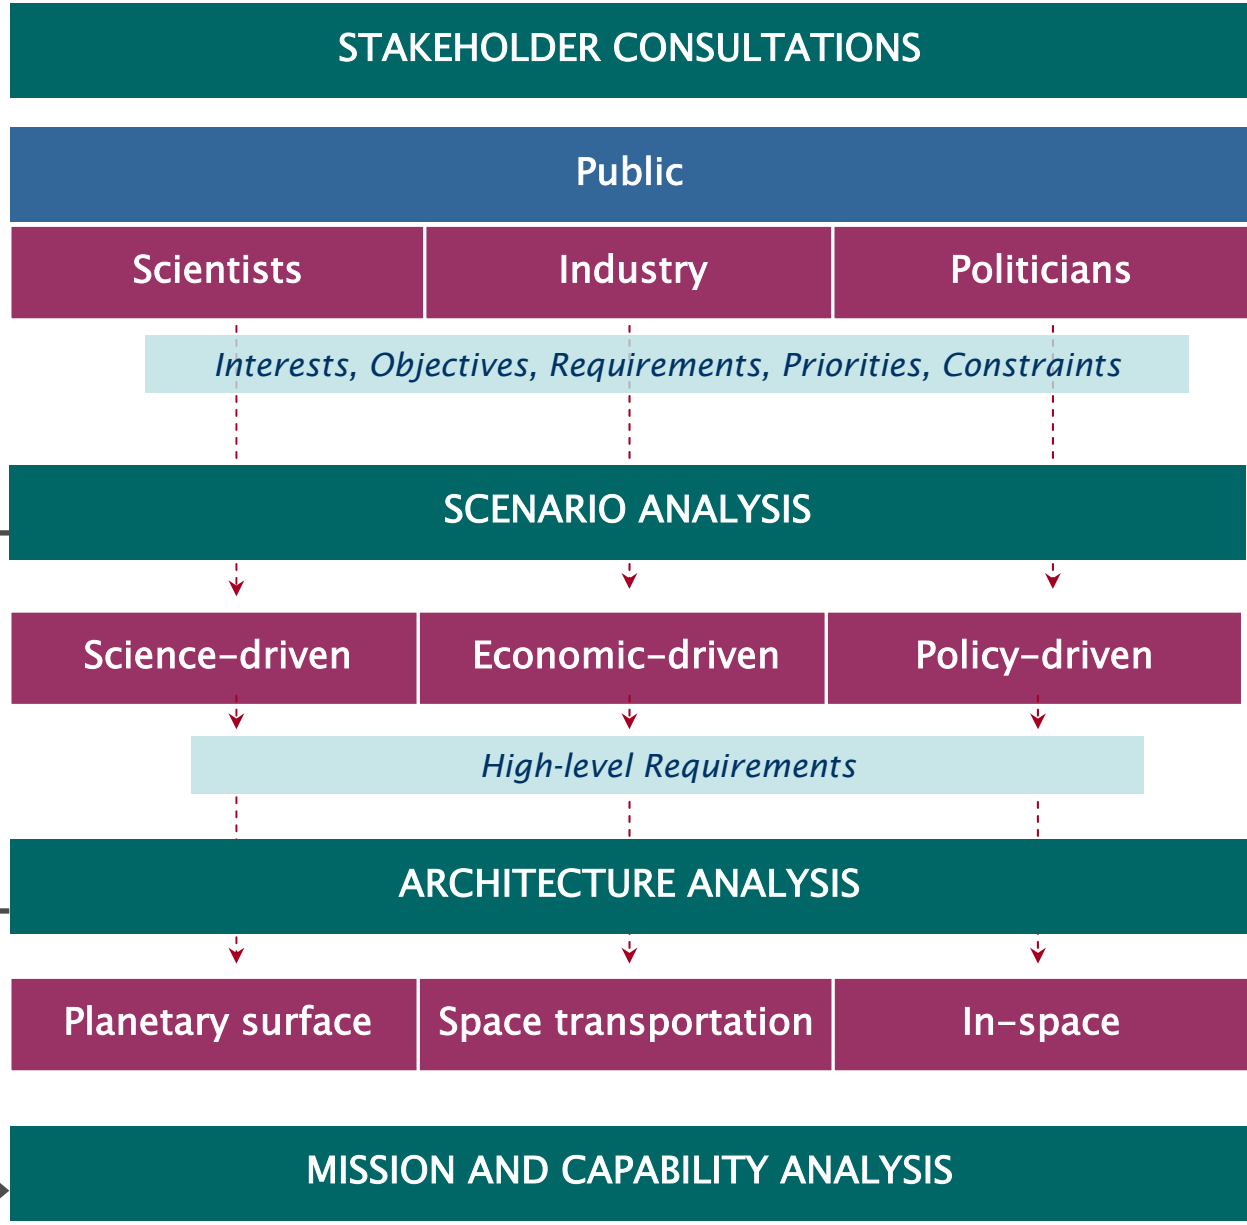 STAKEHOLDER CONSULTATIONS
Public
Scientists
Industry
Politicians
Interests, Objectives, Requirements, Priorities, Constraints
SCENARIO ANALYSIS
Science-driven
Economic-driven
Policy-driven
High-level Requirements
ARCHITECTURE ANALYSIS
Planetary surface
Space transportation
In-space
MISSION AND CAPABILITY ANALYSIS